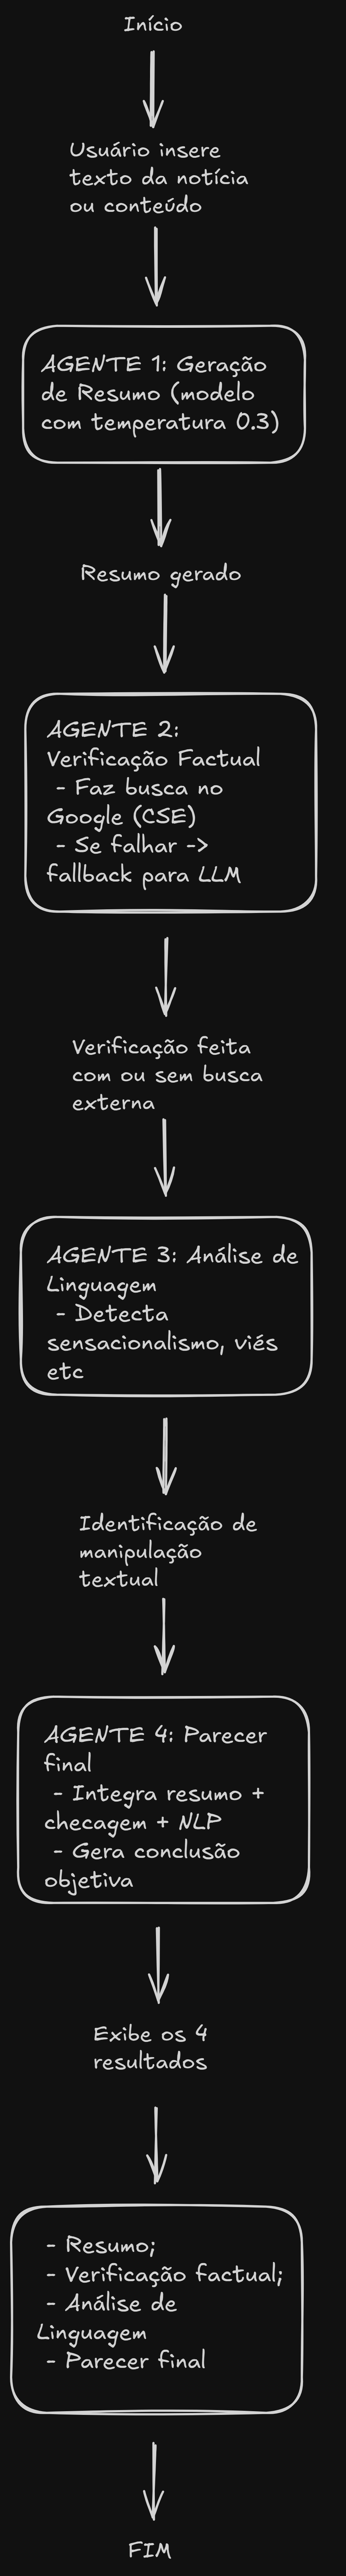 Início
Usuário insere
texto da notícia
ou conteúdo
AGENTE 1: Geração
de Resumo (modelo
com temperatura 0.3)
Resumo gerado
AGENTE 2:
Verificação Factual
- Faz busca no
Google (CSE)
- Se falhar ->
fallback para LLM
Verificação feita
com ou sem busca
externa
AGENTE 3: Análise de
Linguagem
- Detecta
sensacionalismo, viés
etc
Identificação de
manipulação
textual
AGENTE 4: Parecer
final
- Integra resumo +
checagem + NLP
- Gera conclusão
objetiva
Exibe os 4
resultados
- Resumo;
- Verificação factual;
- Análise de
Linguagem
- Parecer final
FIM